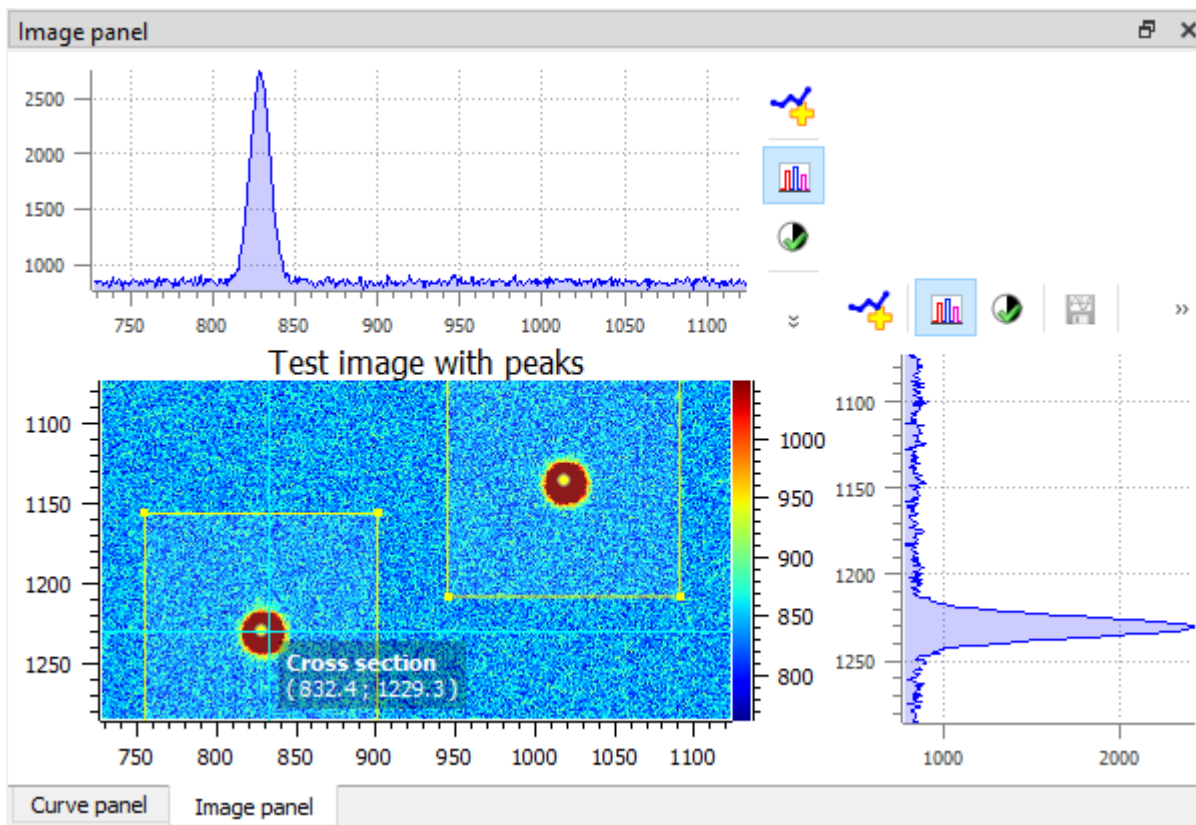 Image panel
2500
2000
1500
1000
750 800 850 900 950 1000 1050 1100
Test image with peaks
1100
1150
1200
1250
Cross section
( 832.4 ; 1229.3 )
750 800 850 900 950 1000 1050 1100
1000
950
900
850
800
1100
1150
1200
1250
1000 2000
Curve panel
Image panel